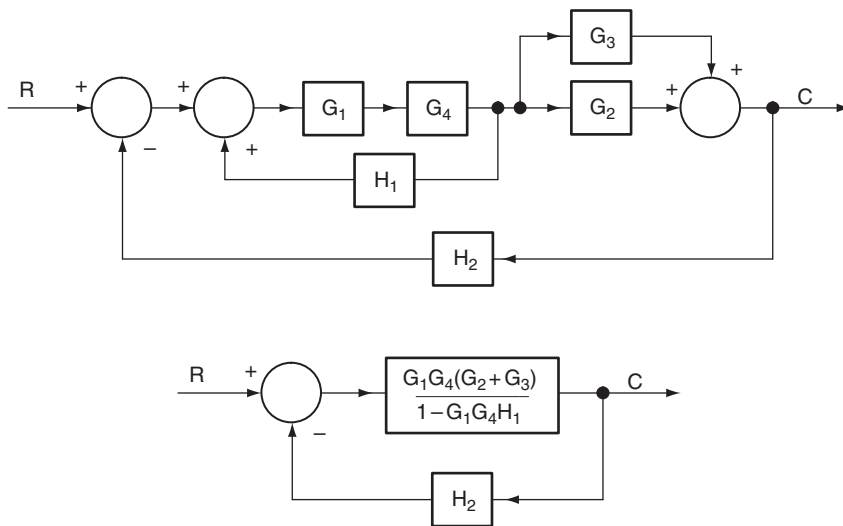 G₃
R + + G₁ G₄ + G₂ + C
− +
H₁
H₂
R + G₁G₄(G₂+G₃) C
1−G₁G₄H₁
−
H₂